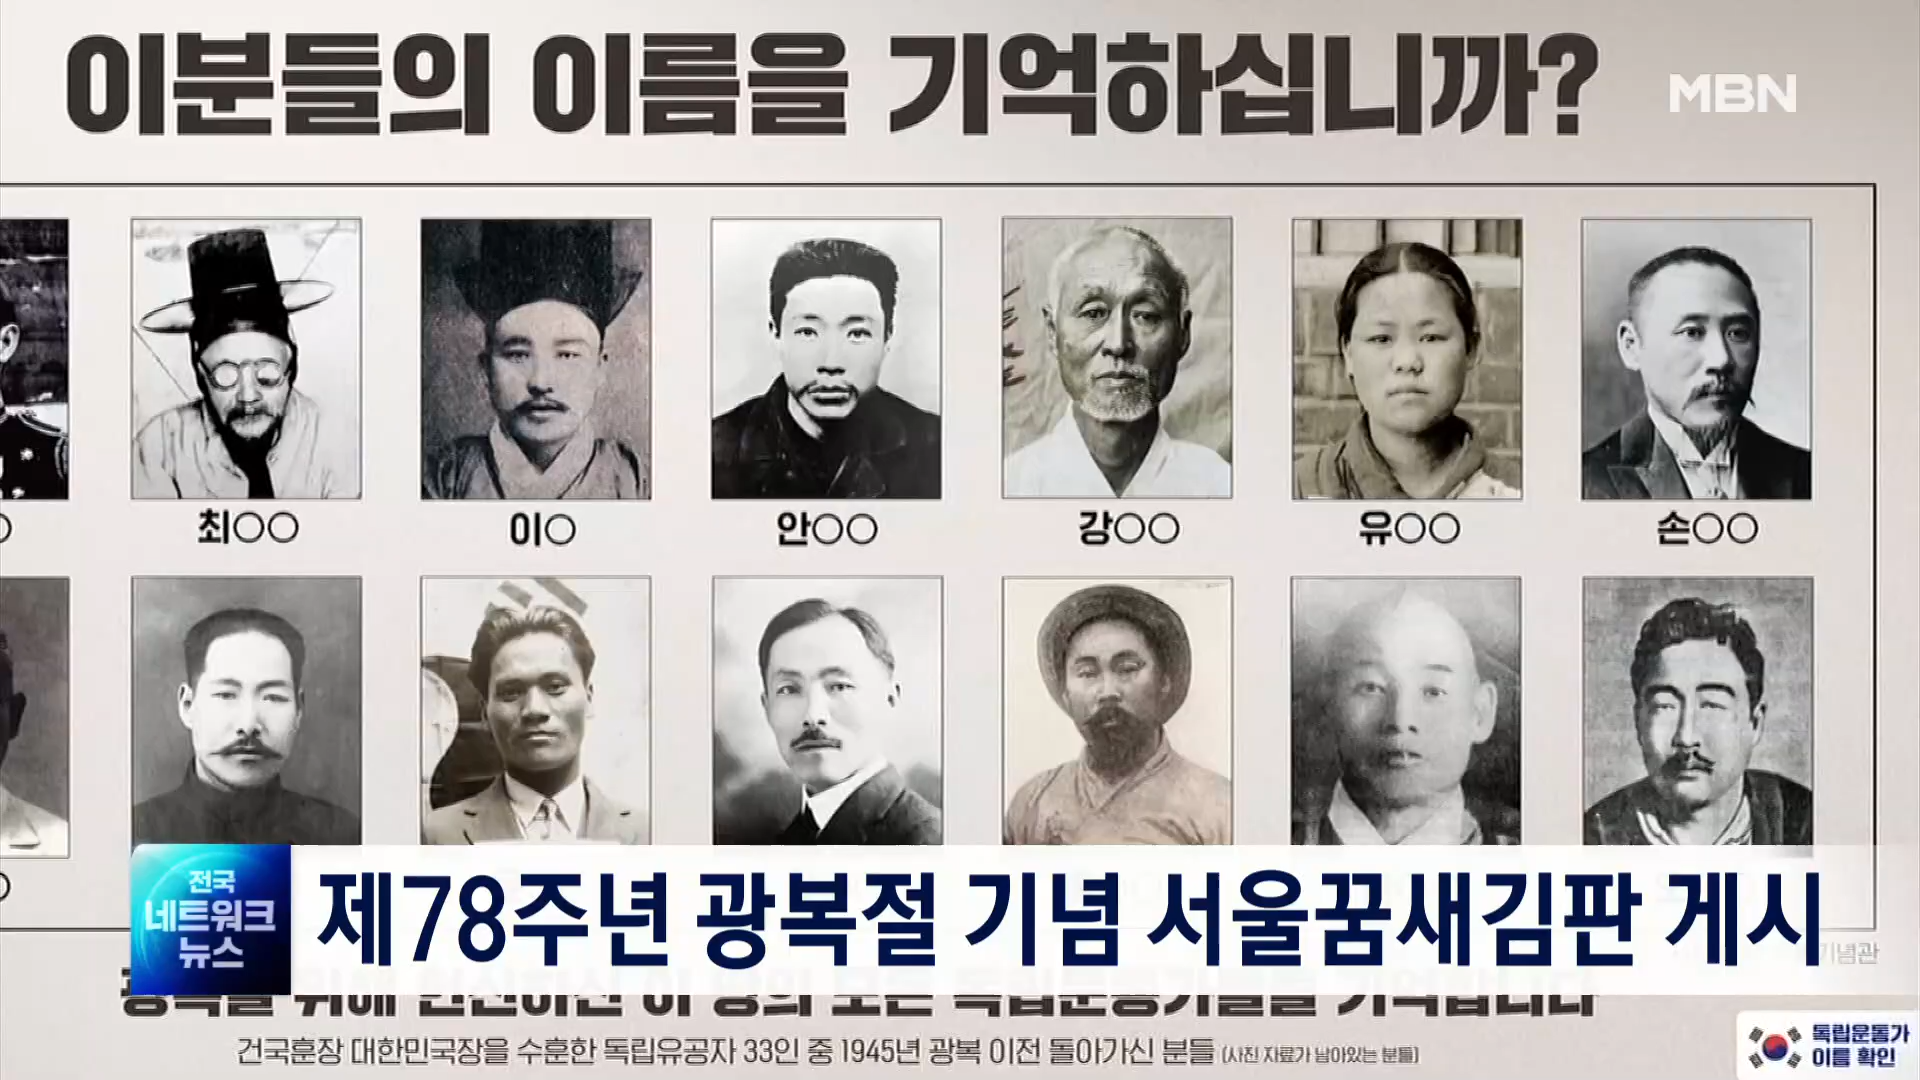 이분들의 이름을 기억하십니까?
MBN
최○○
이○
안○○
강○○
유○○
손○○
전국
네트워크
뉴스
제78주년 광복절 기념 서울꿈새김판 게시
기념관
건국훈장 대한민국장을 수훈한 독립유공자 33인 중 1945년 광복 이전 돌아가신 분들 (사진 자료가 남아있는 분들)
독립운동가
이름 확인